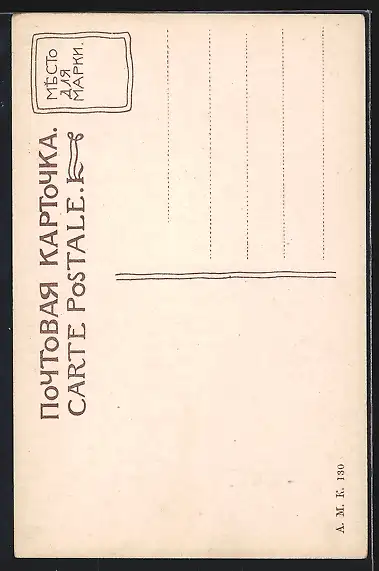 ПОЧТОВАЯ КАРТОЧКА.
CARTE POSTALE.
МѢСТО
ДЛЯ
МАРКИ.
А. М. К. 130